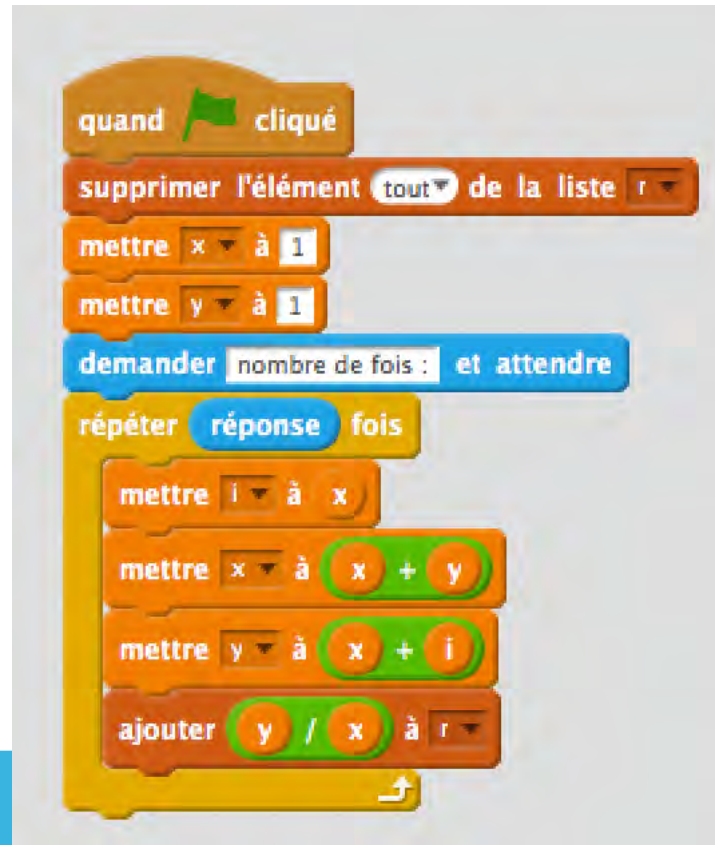 quand cliqué
supprimer l'élément tout de la liste r
mettre x à 1
mettre y à 1
demander nombre de fois : et attendre
répéter réponse fois
mettre i à x
mettre x à x + y
mettre y à x + i
ajouter y / x à r